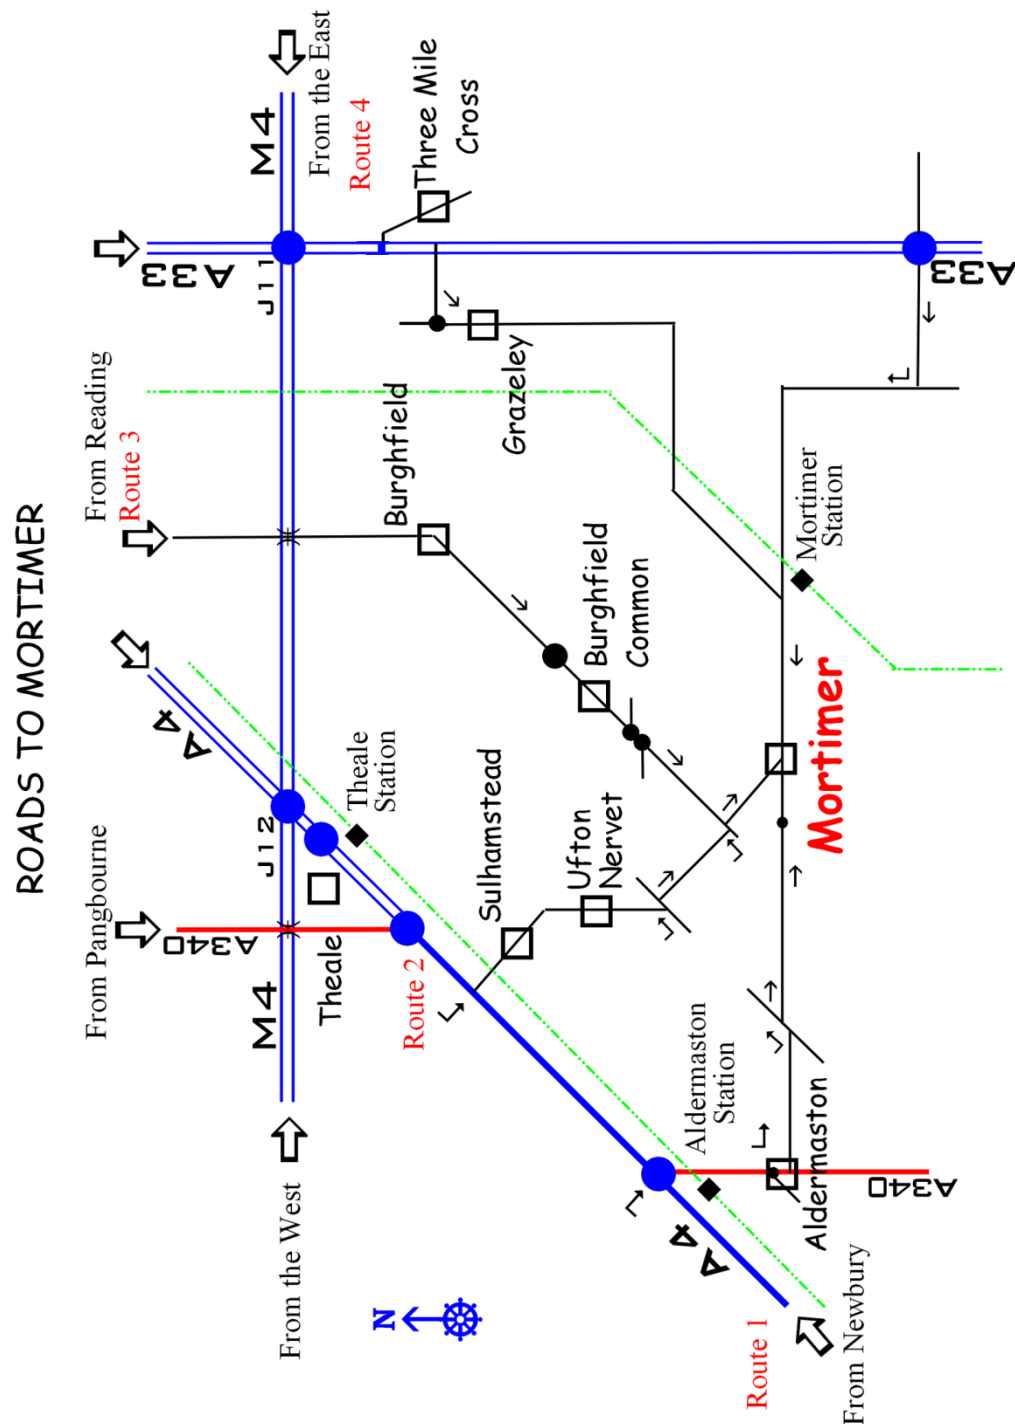 ROADS TO MORTIMER
From Pangbourne
From Reading
Route 3
A4
A33
A340
From the West
M4
J12
J11
M4
From the East
Route 4
Theale
Theale
Station
Burghfield
Three Mile
Cross
Route 2
Grazeley
N
Sulhamstead
Burghfield
Common
Ufton
Nervet
Aldermaston
Station
Mortimer
Station
A4
Mortimer
Route 1
Aldermaston
From Newbury
A340
A33